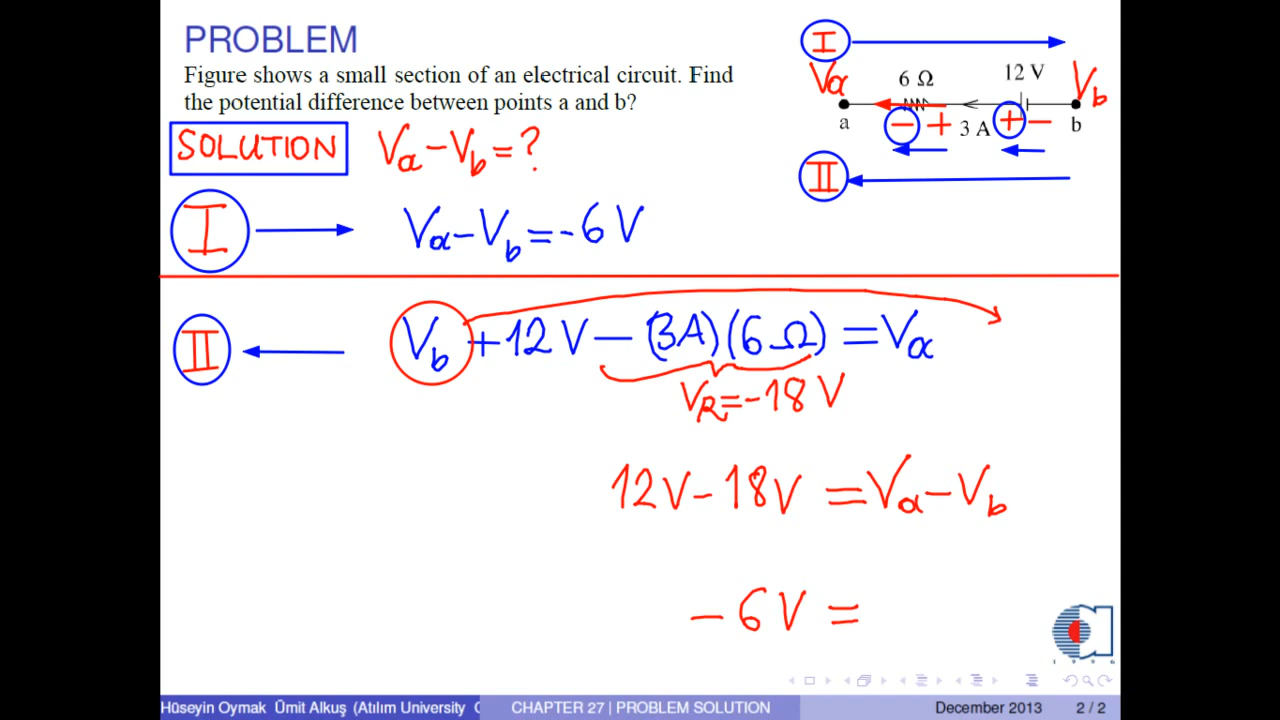 PROBLEM
Figure shows a small section of an electrical circuit. Find
the potential difference between points a and b?
I
Va 6 Ω 12 V Vb
a − + 3 A + − b
II
SOLUTION Va − Vb = ?
I Va − Vb = -6 V
II Vb + 12 V − (3A)(6 Ω) = Va
VR = -18 V
12V − 18V = Va − Vb
− 6 V =
1996
Hüseyin Oymak Ümit Alkuş (Atılım University C CHAPTER 27 | PROBLEM SOLUTION December 2013 2 / 2